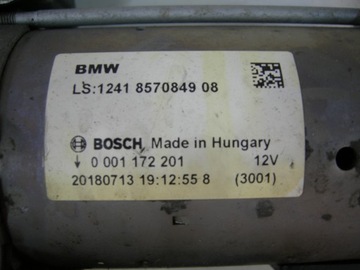 BMW
LS:1241 8570849 08
BOSCH Made in Hungary
0 001 172 201 12V
20180713 19:12:55 8 (3001)